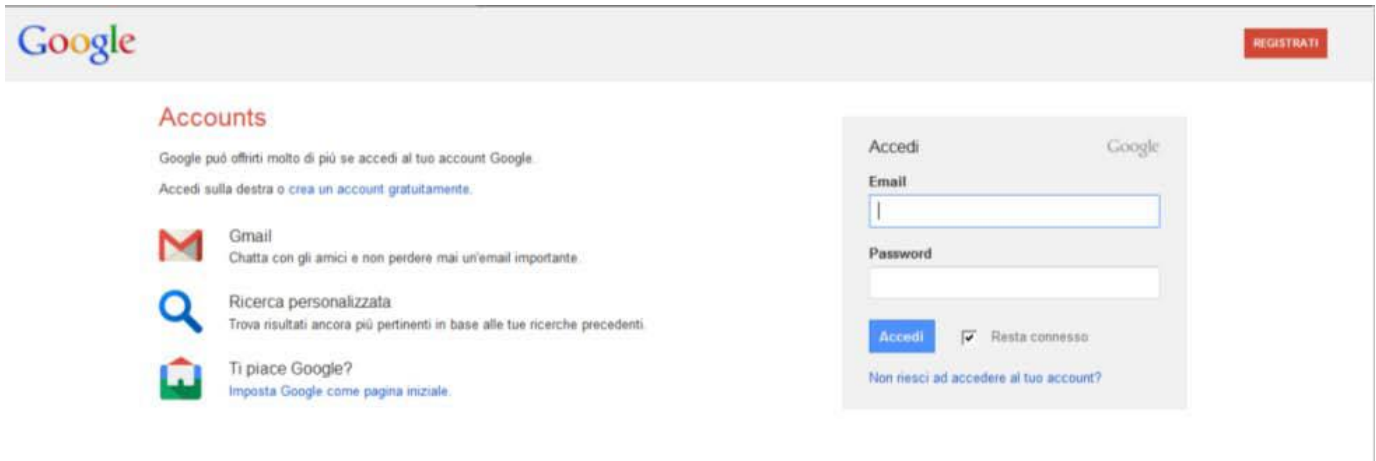 Google
REGISTRATI
Accounts
Google può offrirti molto di più se accedi al tuo account Google.
Accedi sulla destra o crea un account gratuitamente.
Gmail
Chatta con gli amici e non perdere mai un'email importante.
Ricerca personalizzata
Trova risultati ancora più pertinenti in base alle tue ricerche precedenti.
Ti piace Google?
Imposta Google come pagina iniziale.
Accedi Google
Email
Password
Accedi Resta connesso
Non riesci ad accedere al tuo account?